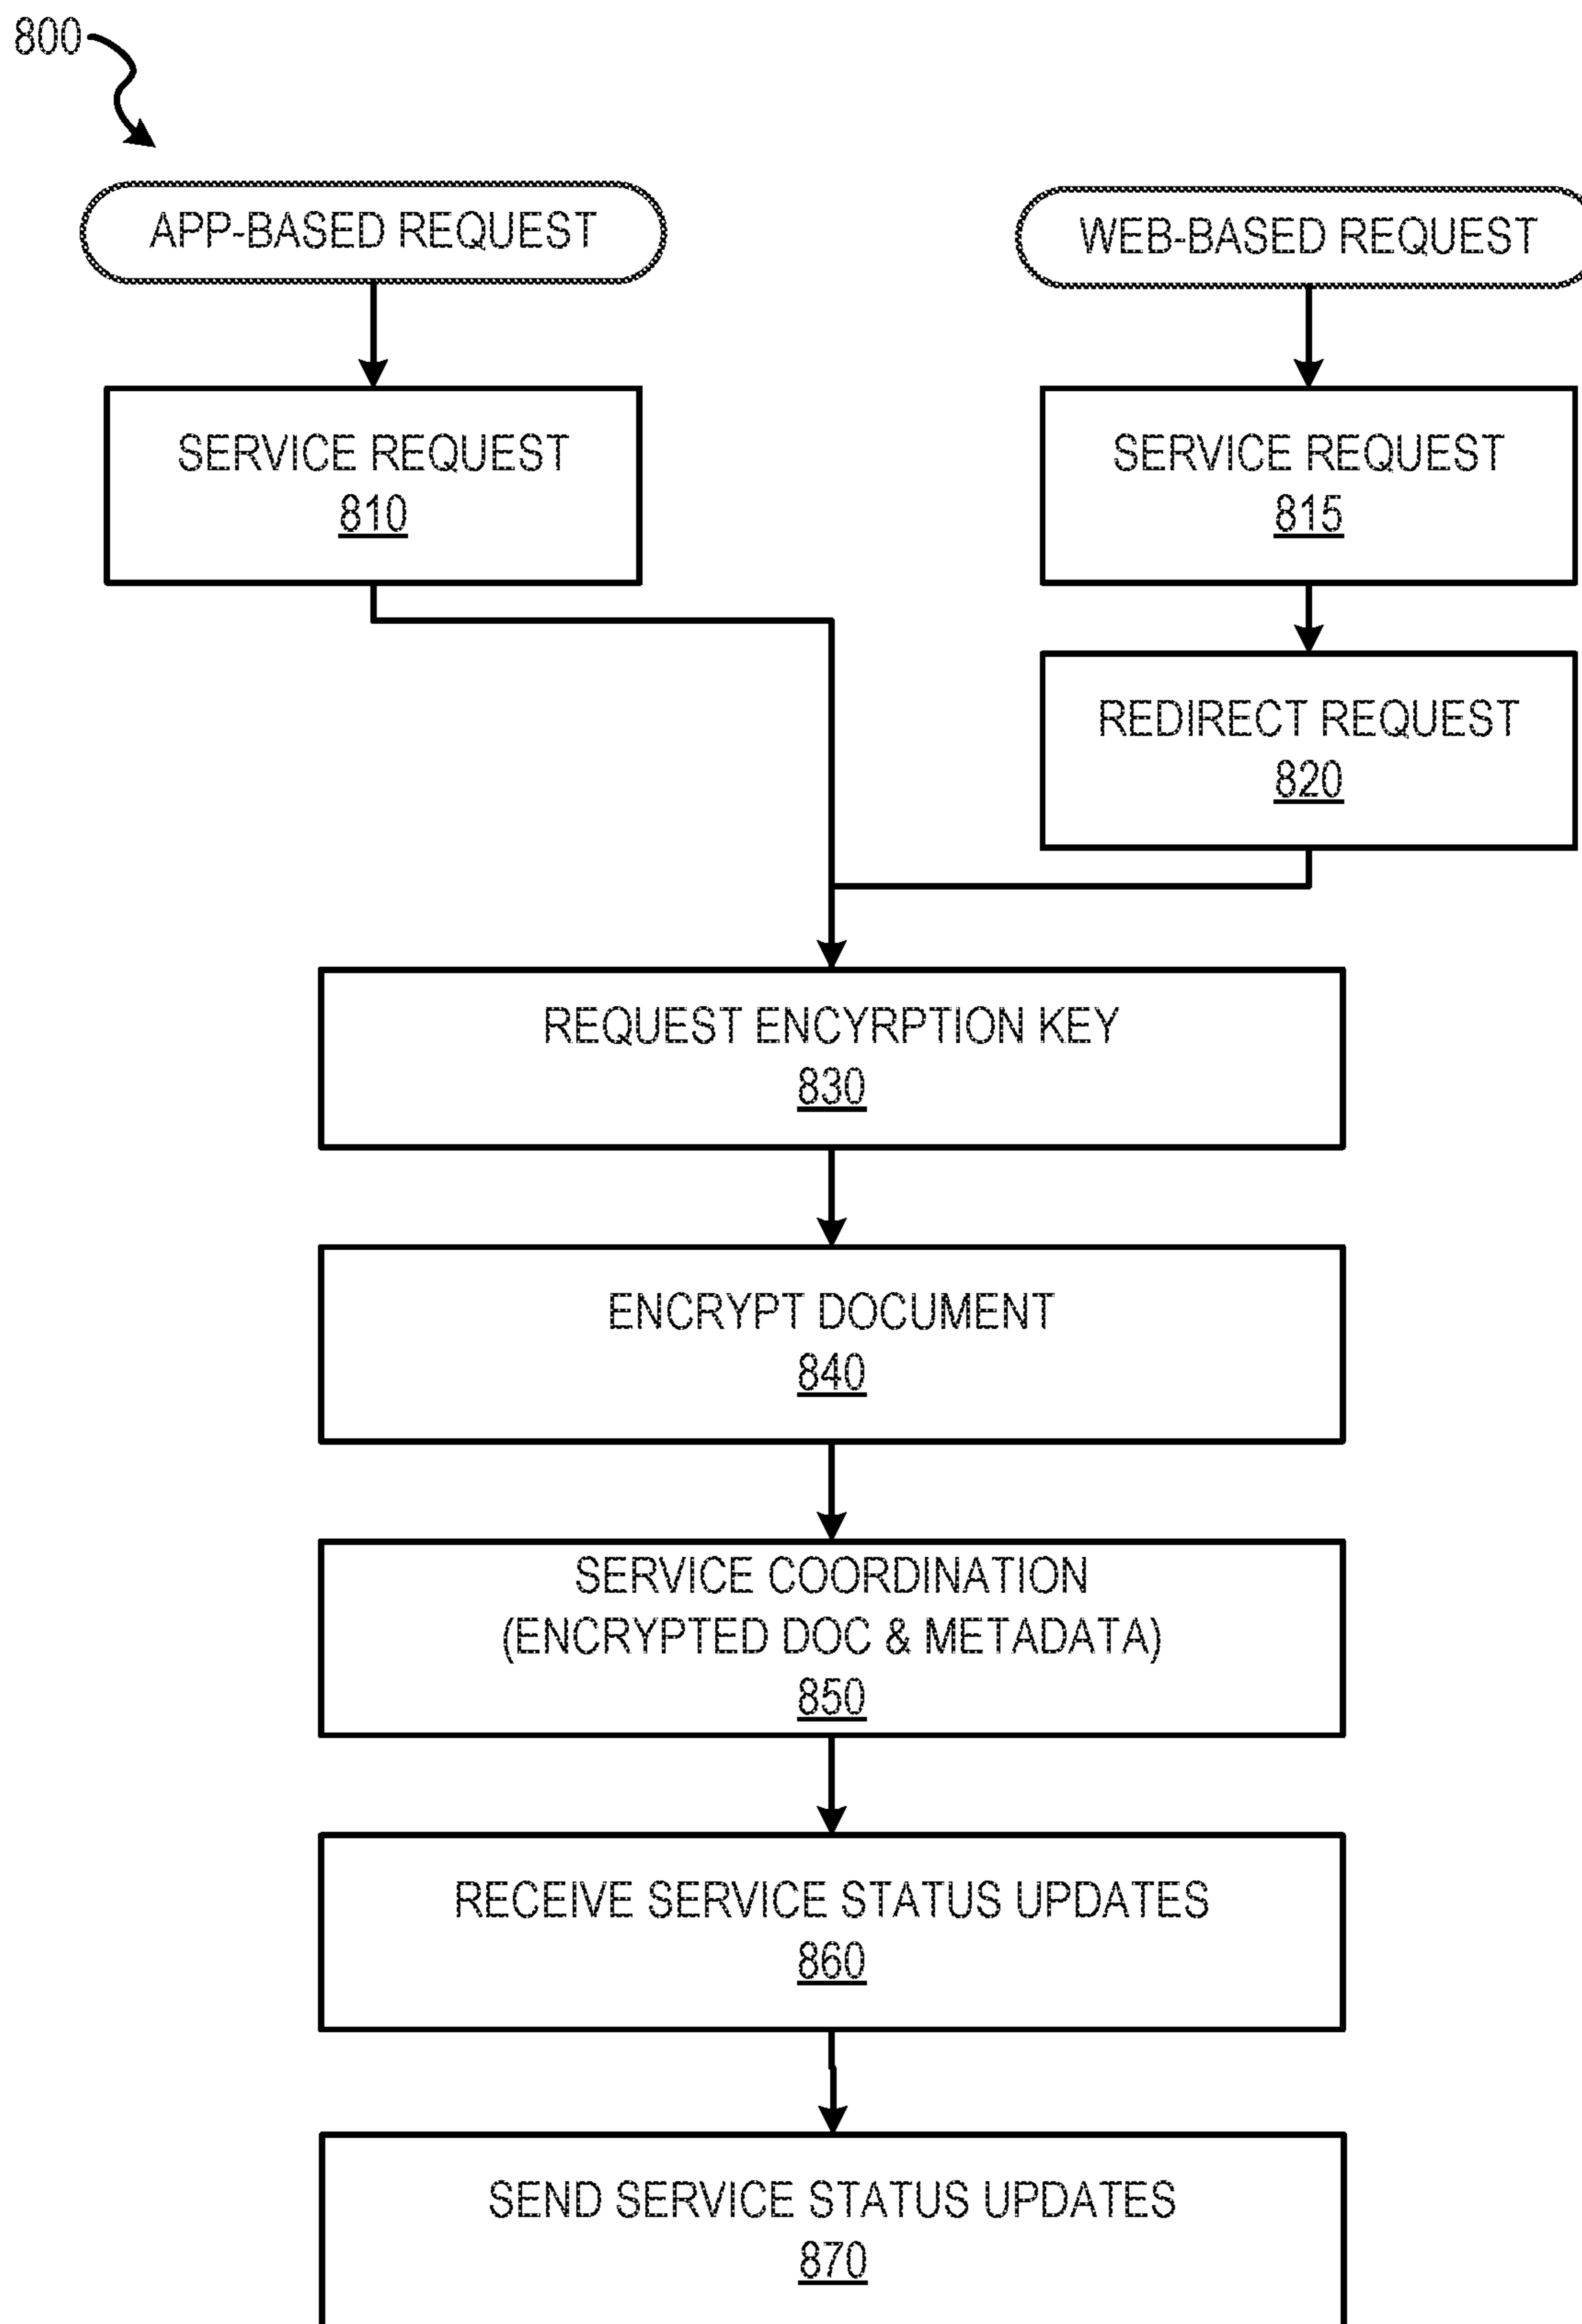 800
APP-BASED REQUEST
WEB-BASED REQUEST
SERVICE REQUEST
810
SERVICE REQUEST
815
REDIRECT REQUEST
820
REQUEST ENCYRPTION KEY
830
ENCRYPT DOCUMENT
840
SERVICE COORDINATION
(ENCRYPTED DOC & METADATA)
850
RECEIVE SERVICE STATUS UPDATES
860
SEND SERVICE STATUS UPDATES
870